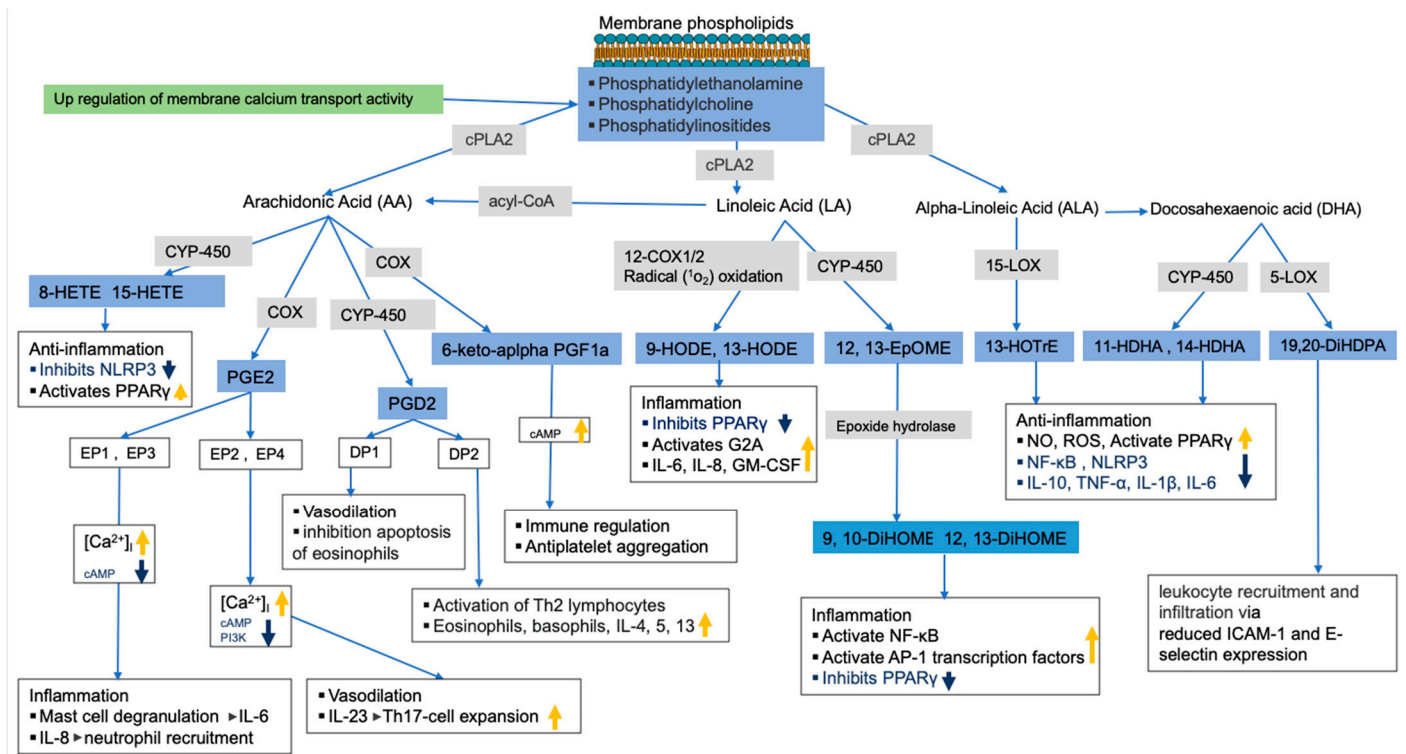 Membrane phospholipids
▪ Phosphatidylethanolamine
▪ Phosphatidylcholine
▪ Phosphatidylinositides
Up regulation of membrane calcium transport activity
cPLA2
cPLA2
cPLA2
Arachidonic Acid (AA)
acyl-CoA
Linoleic Acid (LA)
Alpha-Linoleic Acid (ALA)
Docosahexaenoic acid (DHA)
CYP-450
COX
COX
CYP-450
12-COX1/2
Radical (¹o₂) oxidation
CYP-450
15-LOX
CYP-450
5-LOX
8-HETE 15-HETE
Anti-inflammation
▪ Inhibits NLRP3
▪ Activates PPARγ
PGE2
PGD2
6-keto-aplpha PGF1a
9-HODE, 13-HODE
12, 13-EpOME
13-HOTrE
11-HDHA , 14-HDHA
19,20-DiHDPA
Inflammation
▪ Inhibits PPARγ
▪ Activates G2A
▪ IL-6, IL-8, GM-CSF
Anti-inflammation
▪ NO, ROS, Activate PPARγ
▪ NF-κB , NLRP3
▪ IL-10, TNF-α, IL-1β, IL-6
cAMP
Epoxide hydrolase
EP1 , EP3
EP2 , EP4
DP1
DP2
▪ Vasodilation
▪ inhibition apoptosis
of eosinophils
▪ Immune regulation
▪ Antiplatelet aggregation
9, 10-DiHOME 12, 13-DiHOME
[Ca²⁺]ᵢ
cAMP
[Ca²⁺]ᵢ
cAMP
PI3K
▪ Activation of Th2 lymphocytes
▪ Eosinophils, basophils, IL-4, 5, 13
Inflammation
▪ Activate NF-κB
▪ Activate AP-1 transcription factors
▪ Inhibits PPARγ
leukocyte recruitment and
infiltration via
reduced ICAM-1 and E-
selectin expression
Inflammation
▪ Mast cell degranulation ▸IL-6
▪ IL-8 ▸ neutrophil recruitment
▪ Vasodilation
▪ IL-23 ▸Th17-cell expansion